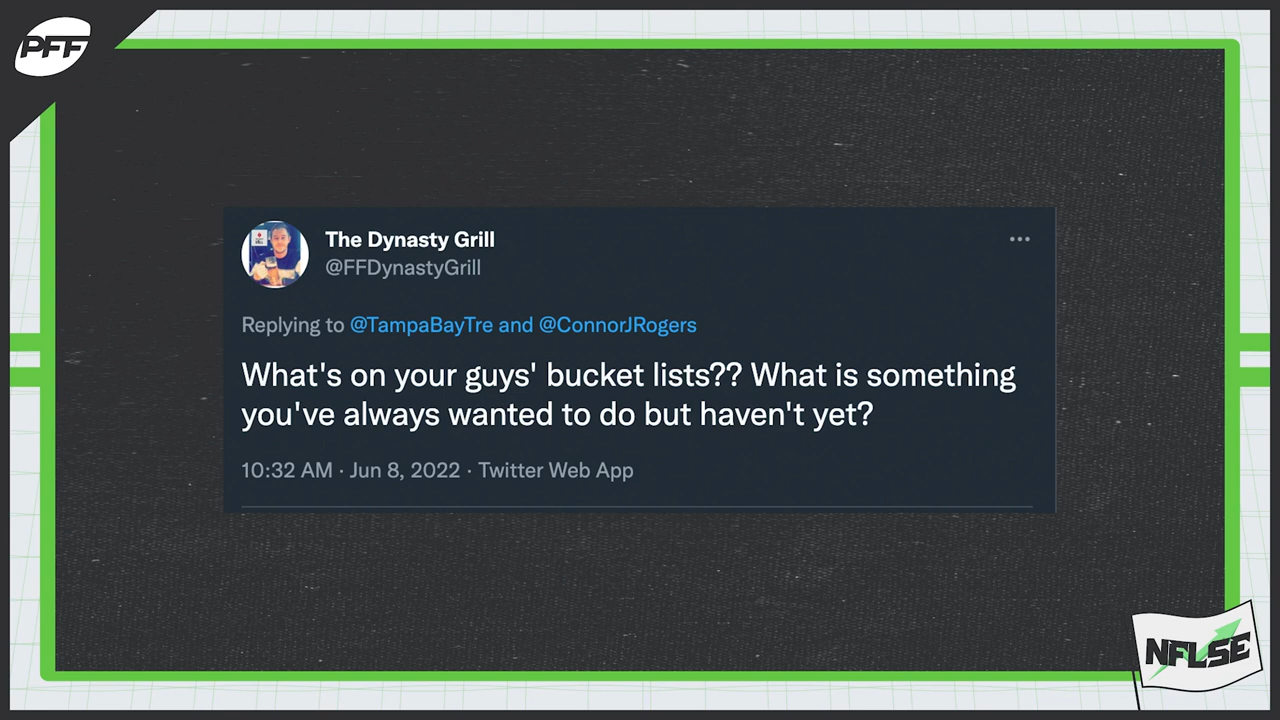 PFF
The Dynasty Grill
@FFDynastyGrill
Replying to @TampaBayTre and @ConnorJRogers
What's on your guys' bucket lists?? What is something
you've always wanted to do but haven't yet?
10:32 AM · Jun 8, 2022 · Twitter Web App
NFLSE